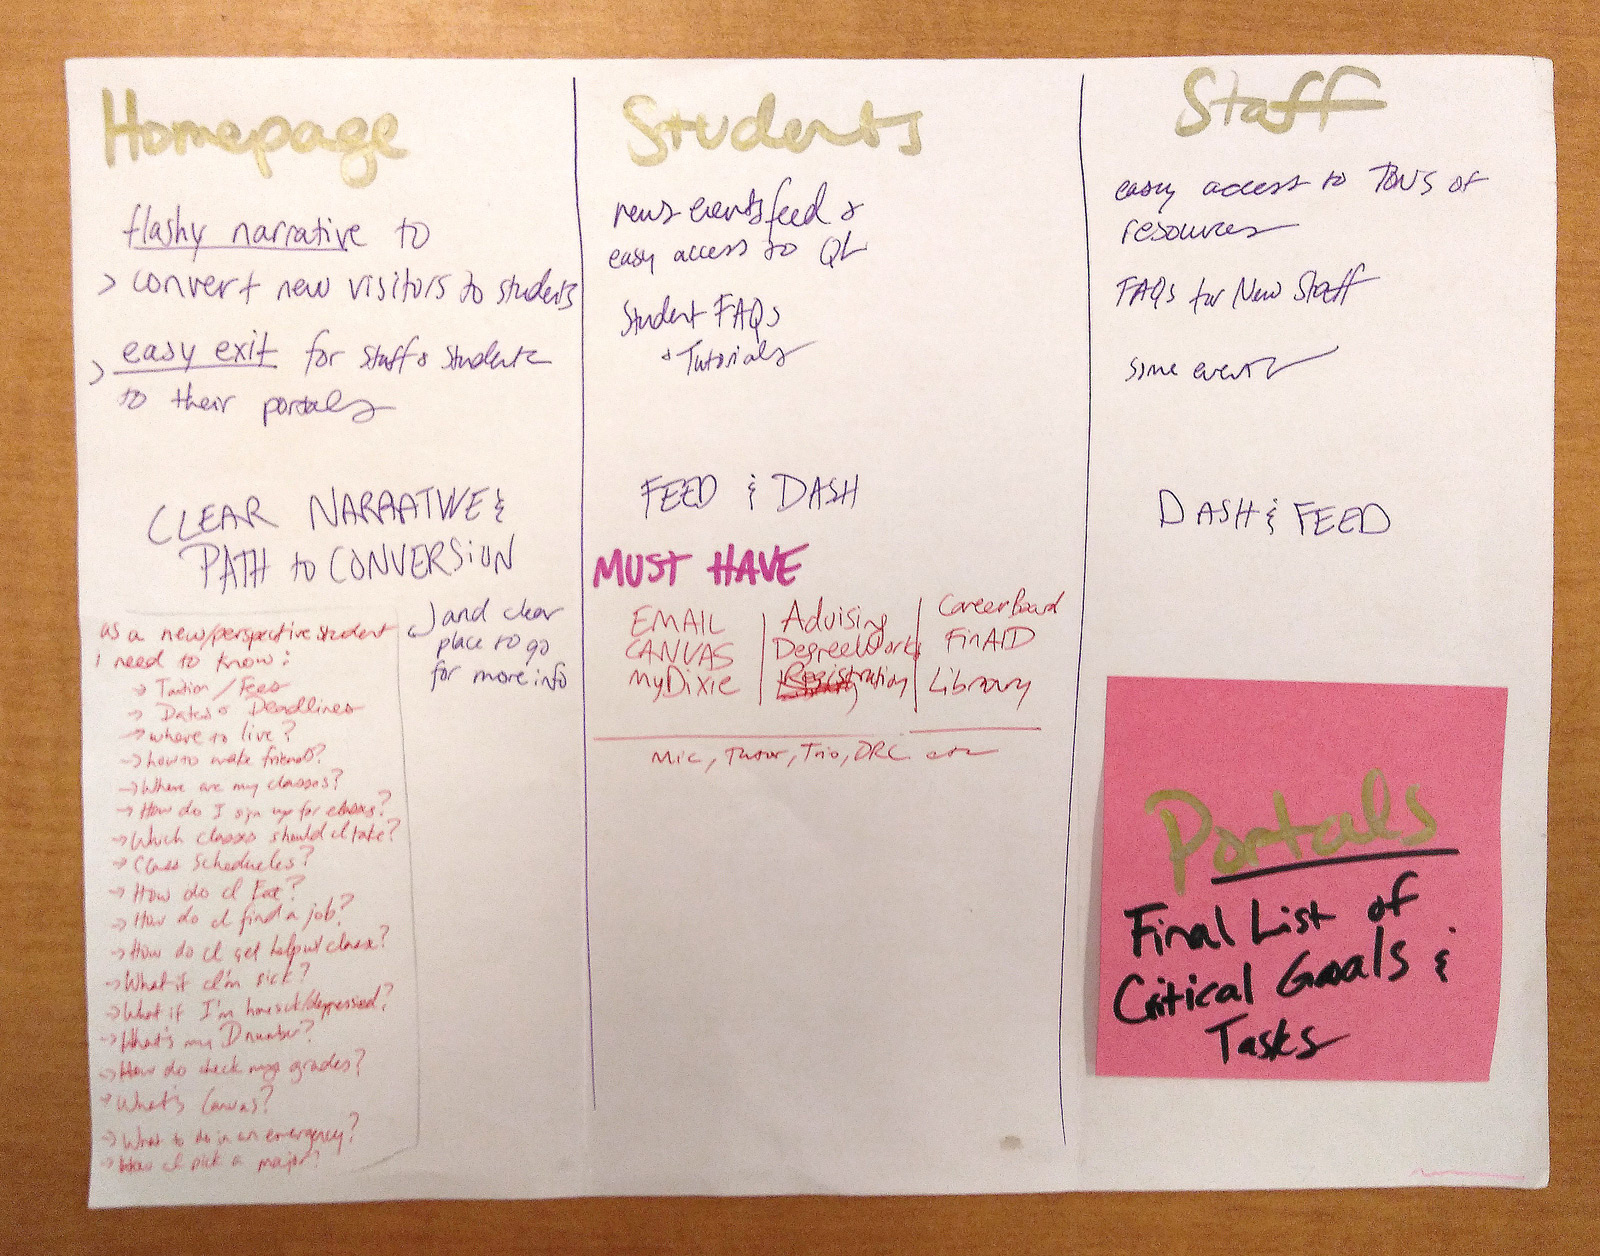 Homepage
flashy narrative to
> convert new visitors to students
> easy exit for staff & students
to their portals
CLEAR NARRATIVE &
PATH to CONVERSION
and clear
place to go
for more info
as a new/perspective student
i need to know:
→ Tuition / Fees
→ Dates & Deadlines
→ where to live?
→ how to make friends?
→ Where are my classes?
→ How do I sign up for classes?
→ Which classes should I take?
→ Class Schedules?
→ How do I Eat?
→ How do I find a job?
→ How do I get help w/ class?
→ What if I'm sick?
→ What if I'm homesick/depressed?
→ What's my D number?
→ How do check my grades?
→ What's Canvas?
→ What to do in an emergency?
→ How I pick a major?
Students
news events feed &
easy access to QL
Student FAQs
& Tutorials
FEED & DASH
MUST HAVE
EMAIL
CANVAS
myDixie
Advising
DegreeWorks
Registration
Career Board
FinAID
Library
Mic, Tutor, Trio, DRC etc
Staff
easy access to TONS of
resources
FAQs for New Staff
some events
DASH & FEED
Portals
Final List of
Critical Goals &
Tasks